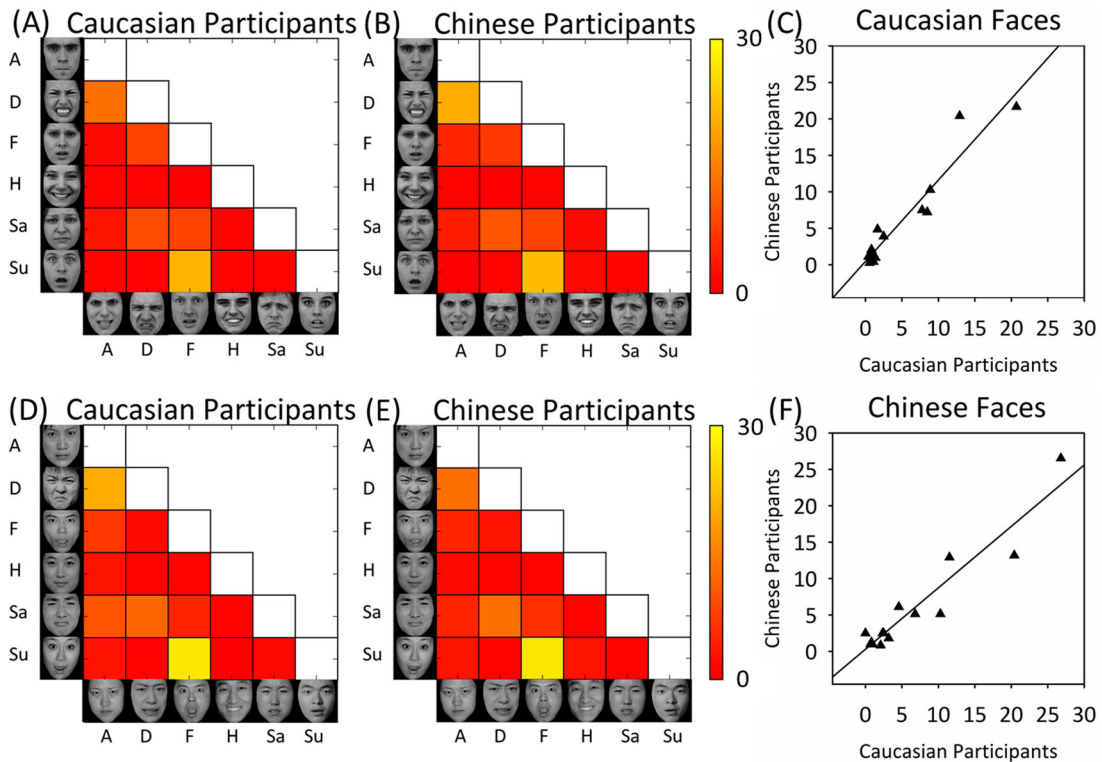 (A) Caucasian Participants
A
D
F
H
Sa
Su
A D F H Sa Su
(B) Chinese Participants
A
D
F
H
Sa
Su
A D F H Sa Su
30
0
(C) Caucasian Faces
Chinese Participants
30
25
20
15
10
5
0
0 5 10 15 20 25 30
Caucasian Participants
(D) Caucasian Participants
A
D
F
H
Sa
Su
A D F H Sa Su
(E) Chinese Participants
A
D
F
H
Sa
Su
A D F H Sa Su
30
0
(F) Chinese Faces
Chinese Participants
30
25
20
15
10
5
0
0 5 10 15 20 25 30
Caucasian Participants